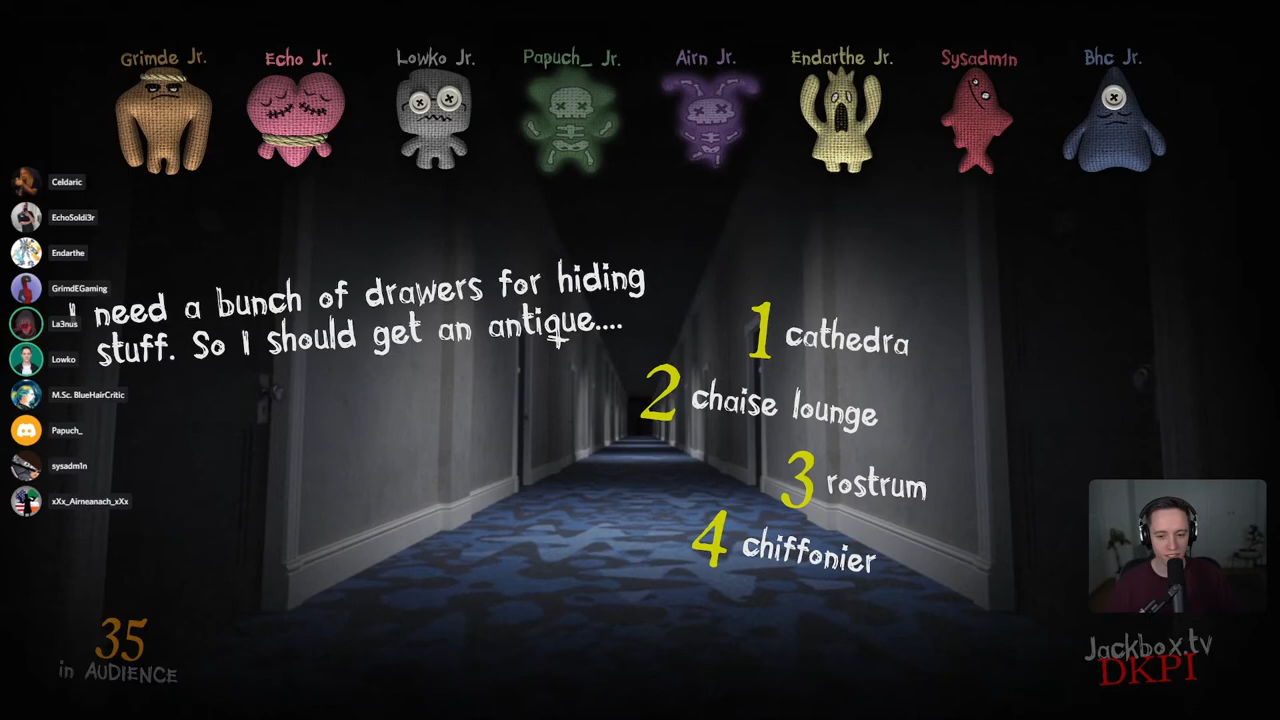 Grimde Jr.
Echo Jr.
Lowko Jr.
Papuch_ Jr.
Airn Jr.
Endarthe Jr.
Sysadm1n
Bhc Jr.
Celdaric
EchoSoldi3r
Endarthe
GrimdEGaming
La3nus
Lowko
M.Sc. BlueHairCritic
Papuch_
sysadm1n
xXx_Airneanach_xXx
I need a bunch of drawers for hiding
stuff. So I should get an antique....
1 cathedra
2 chaise lounge
3 rostrum
4 chiffonier
35
in AUDIENCE
Jackbox.tv
DKPI